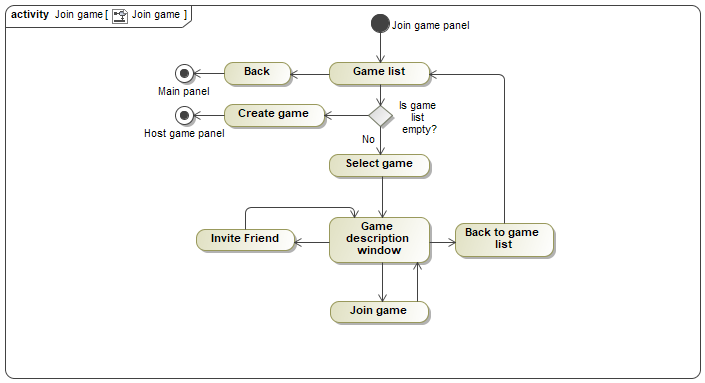 activity Join game [ Join game ]
Join game panel
Back
Game list
Main panel
Is game
list
empty?
Create game
Host game panel
No
Select game
Game
description
window
Invite Friend
Back to game
list
Join game